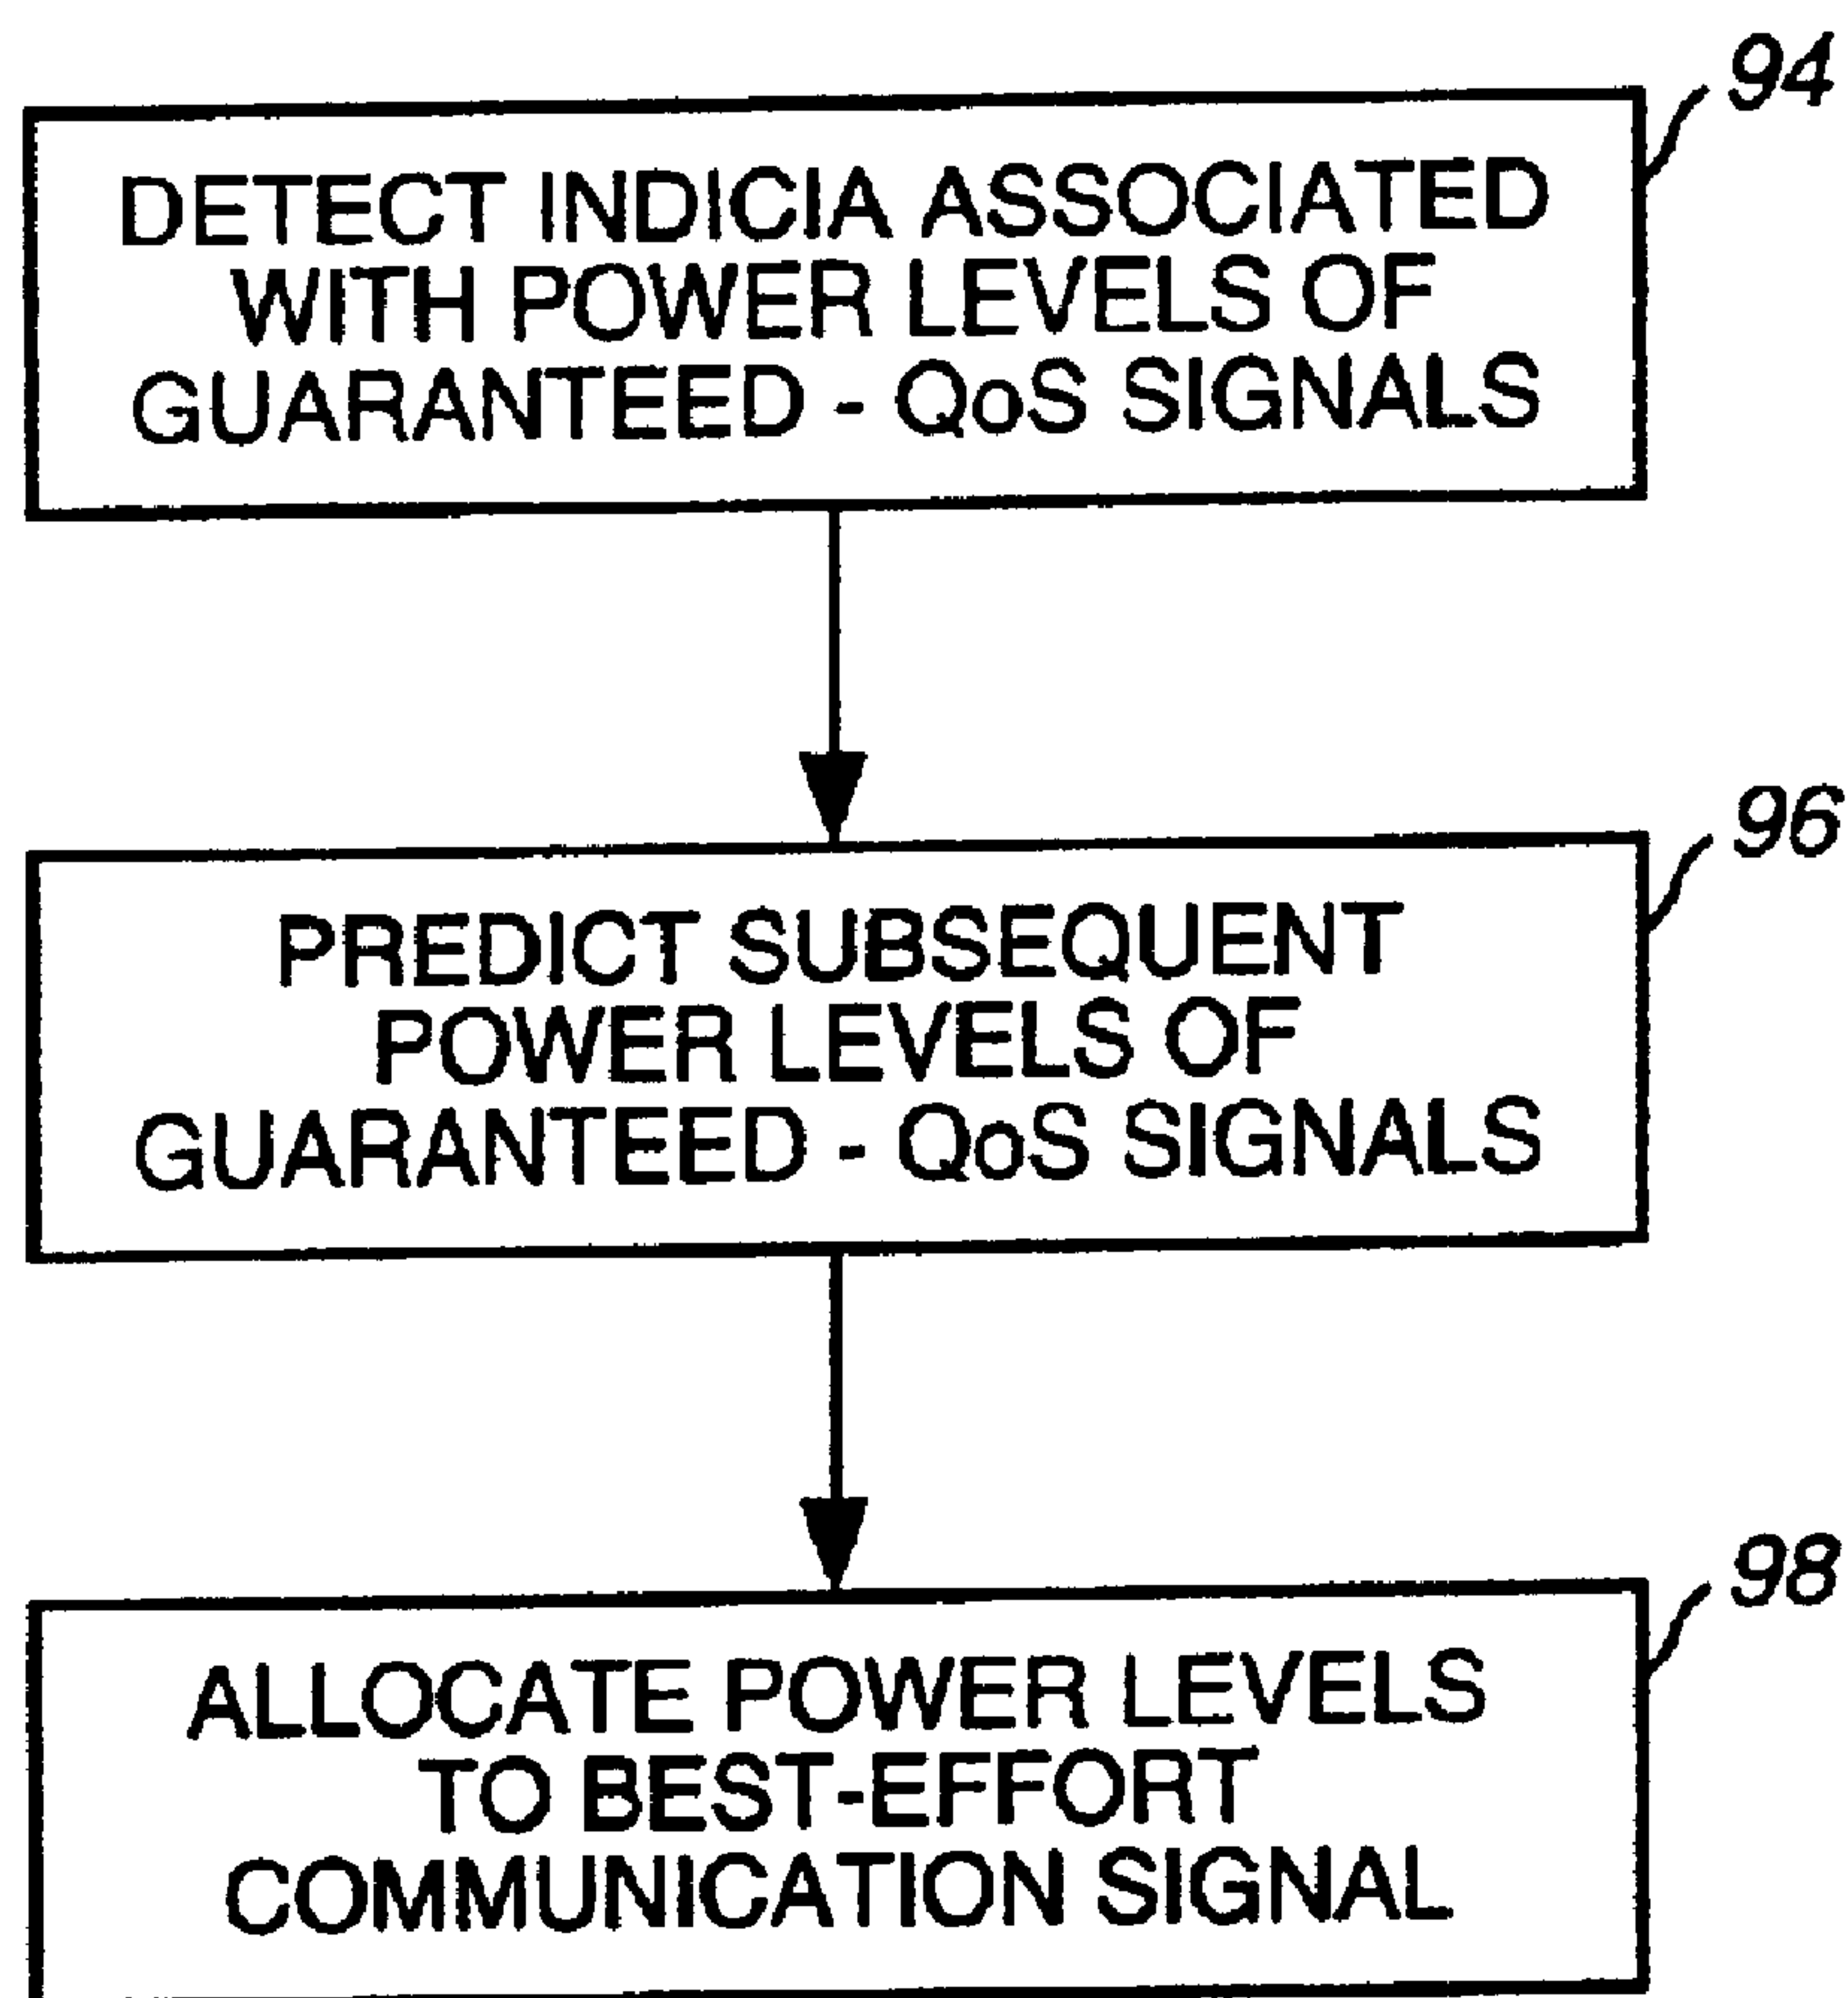 94
DETECT INDICIA ASSOCIATED
WITH POWER LEVELS OF
GUARANTEED - QoS SIGNALS
96
PREDICT SUBSEQUENT
POWER LEVELS OF
GUARANTEED - QoS SIGNALS
98
ALLOCATE POWER LEVELS
TO BEST-EFFORT
COMMUNICATION SIGNAL